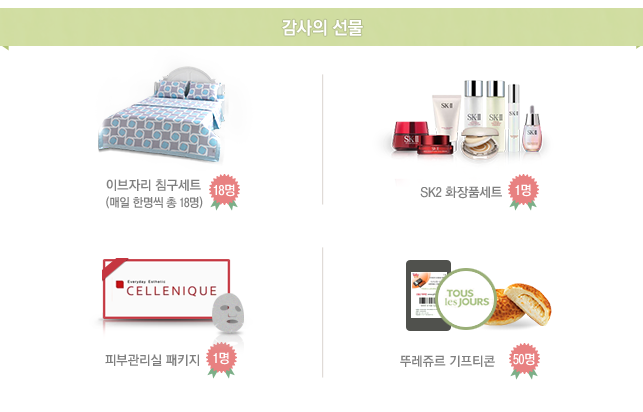 감사의 선물
SK-II
SK-II
SK-II
이브자리 침구세트
(매일 한명씩 총 18명)
18명
SK2 화장품세트
1명
Everyday Esthetic
CELLENIQUE
피부관리실 패키지
1명
TOUS
les JOURS
뚜레쥬르 기프티콘
50명